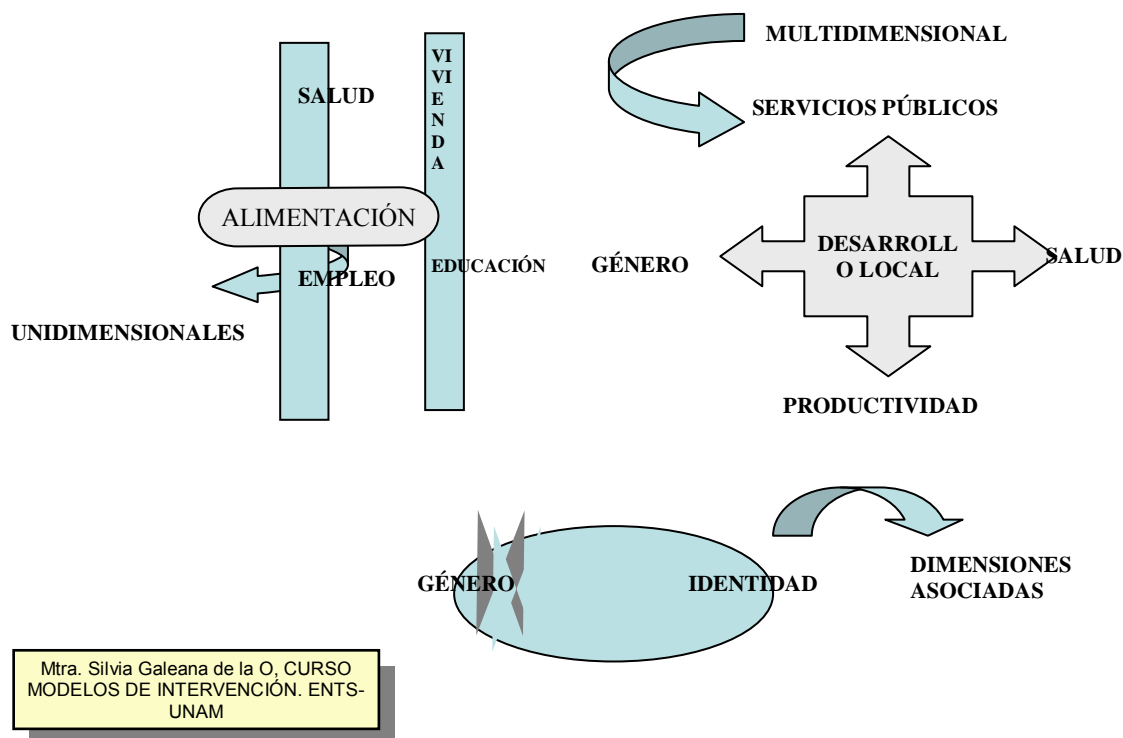 SALUD
VI
VI
E
N
D
A
ALIMENTACIÓN
EMPLEO
EDUCACIÓN
UNIDIMENSIONALES
MULTIDIMENSIONAL
SERVICIOS PÚBLICOS
GÉNERO
DESARROLL
O LOCAL
SALUD
PRODUCTIVIDAD
GÉNERO
IDENTIDAD
DIMENSIONES
ASOCIADAS
Mtra. Silvia Galeana de la O, CURSO
MODELOS DE INTERVENCIÓN. ENTS-
UNAM